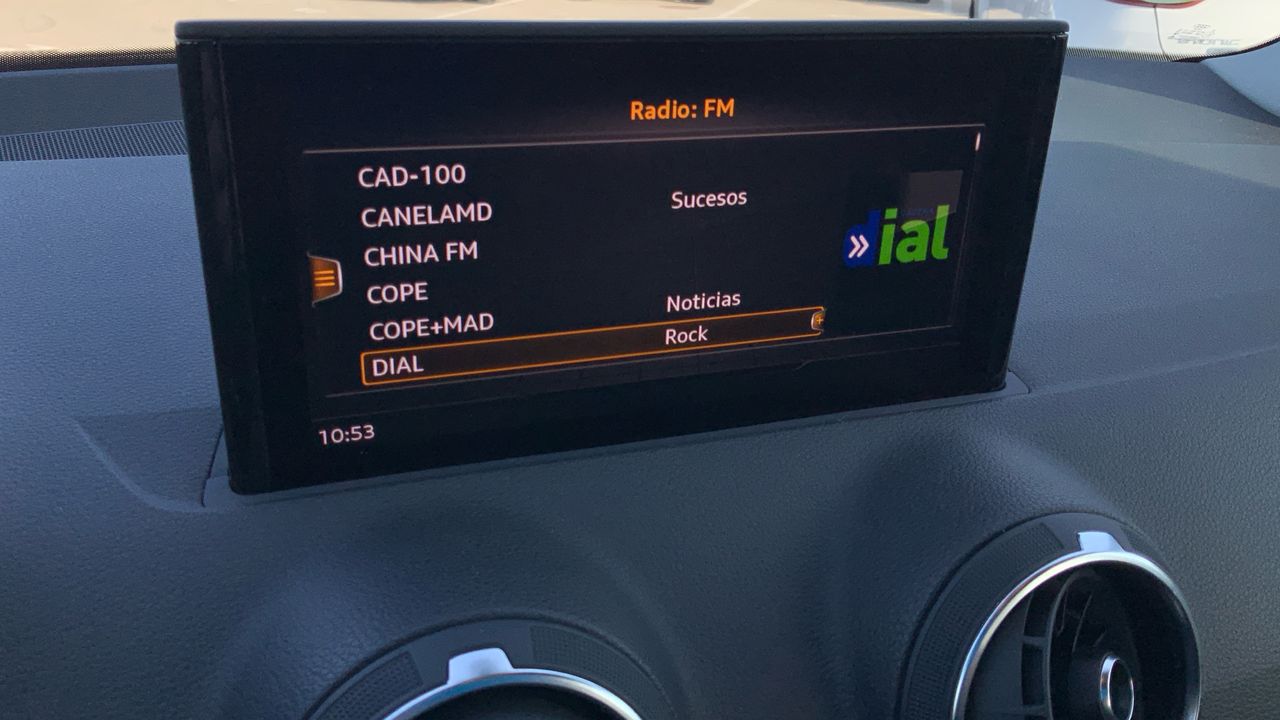 Radio: FM
CAD-100
CANELAMD Sucesos
CHINA FM
COPE
COPE+MAD Noticias
DIAL Rock
dial
10:53